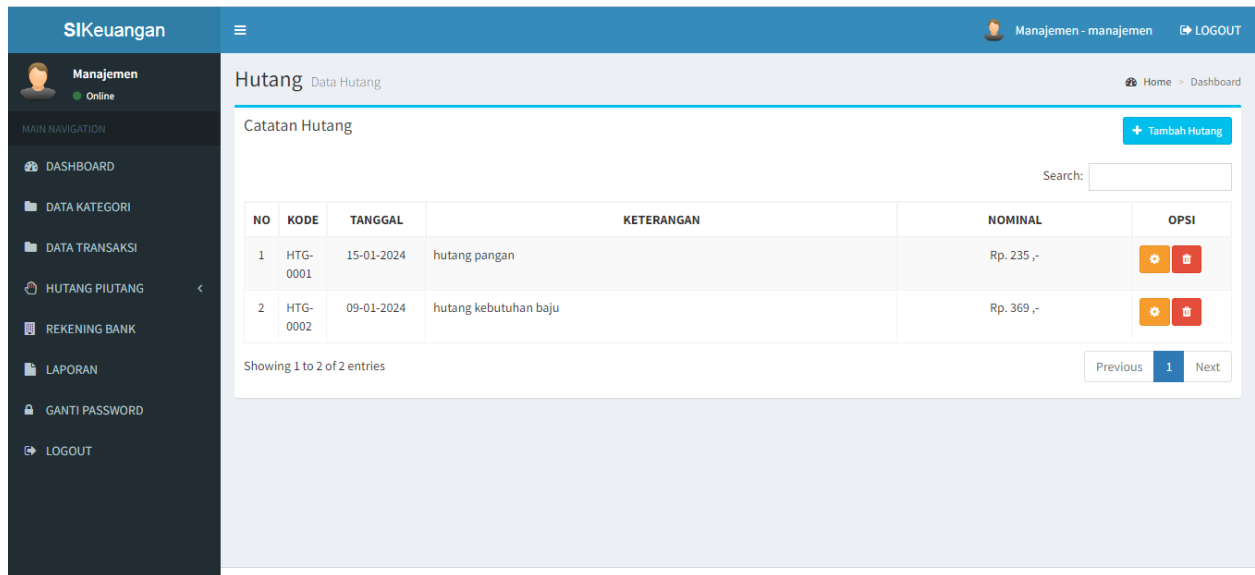 SIKeuangan
Manajemen - manajemen LOGOUT
Manajemen
Online
MAIN NAVIGATION
DASHBOARD
DATA KATEGORI
DATA TRANSAKSI
HUTANG PIUTANG
REKENING BANK
LAPORAN
GANTI PASSWORD
LOGOUT
Hutang Data Hutang
Home > Dashboard
Catatan Hutang
+ Tambah Hutang
Search:
NO KODE TANGGAL KETERANGAN NOMINAL OPSI
1 HTG- 15-01-2024 hutang pangan Rp. 235 ,-
0001
2 HTG- 09-01-2024 hutang kebutuhan baju Rp. 369 ,-
0002
Showing 1 to 2 of 2 entries
Previous 1 Next